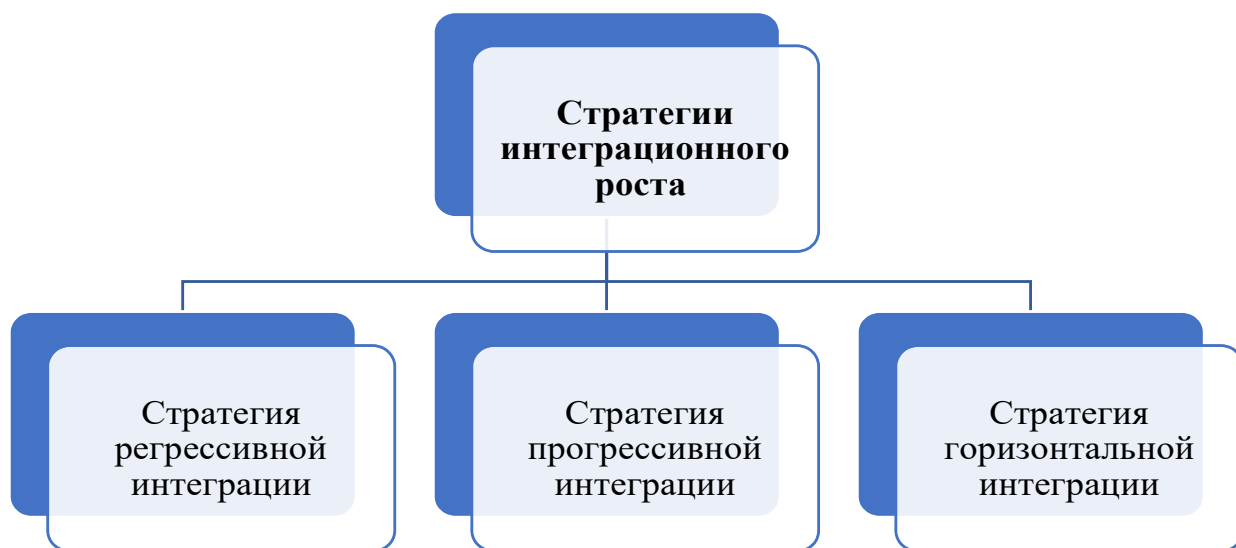 Стратегии
интеграционного
роста
Стратегия
регрессивной
интеграции
Стратегия
прогрессивной
интеграции
Стратегия
горизонтальной
интеграции